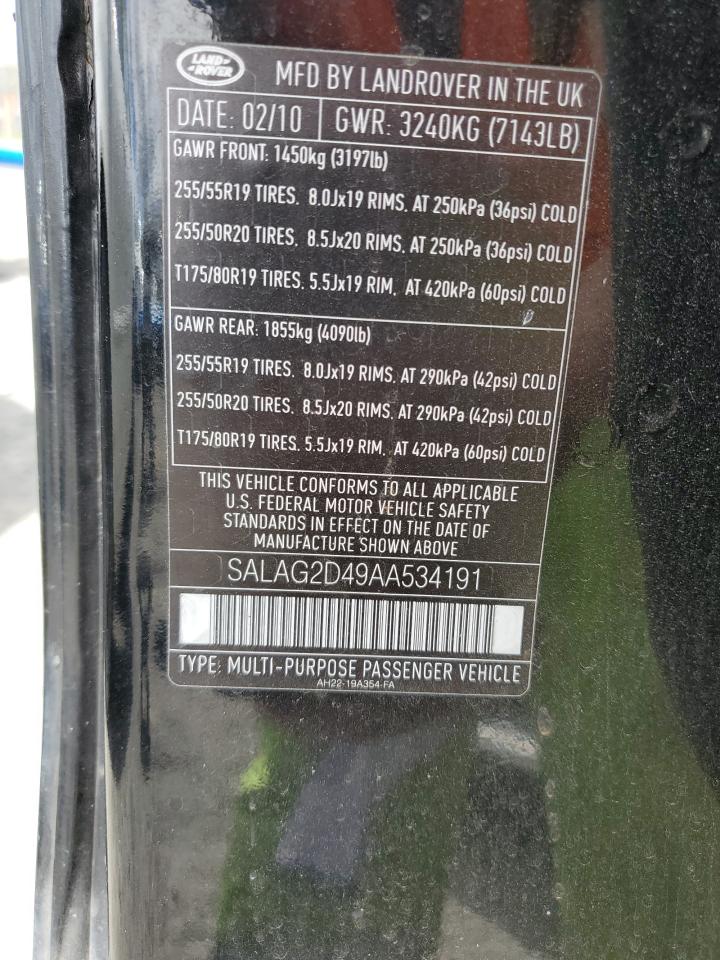 LAND ROVER
MFD BY LANDROVER IN THE UK
DATE: 02/10 GWR: 3240KG (7143LB)
GAWR FRONT: 1450kg (3197lb)
255/55R19 TIRES. 8.0Jx19 RIMS. AT 250kPa (36psi) COLD
255/50R20 TIRES. 8.5Jx20 RIMS. AT 250kPa (36psi) COLD
T175/80R19 TIRES. 5.5Jx19 RIM. AT 420kPa (60psi) COLD
GAWR REAR: 1855kg (4090lb)
255/55R19 TIRES. 8.0Jx19 RIMS. AT 290kPa (42psi) COLD
255/50R20 TIRES. 8.5Jx20 RIMS. AT 290kPa (42psi) COLD
T175/80R19 TIRES. 5.5Jx19 RIM. AT 420kPa (60psi) COLD
THIS VEHICLE CONFORMS TO ALL APPLICABLE
U.S. FEDERAL MOTOR VEHICLE SAFETY
STANDARDS IN EFFECT ON THE DATE OF
MANUFACTURE SHOWN ABOVE
SALAG2D49AA534191
TYPE: MULTI-PURPOSE PASSENGER VEHICLE
AH22-19A354-FA